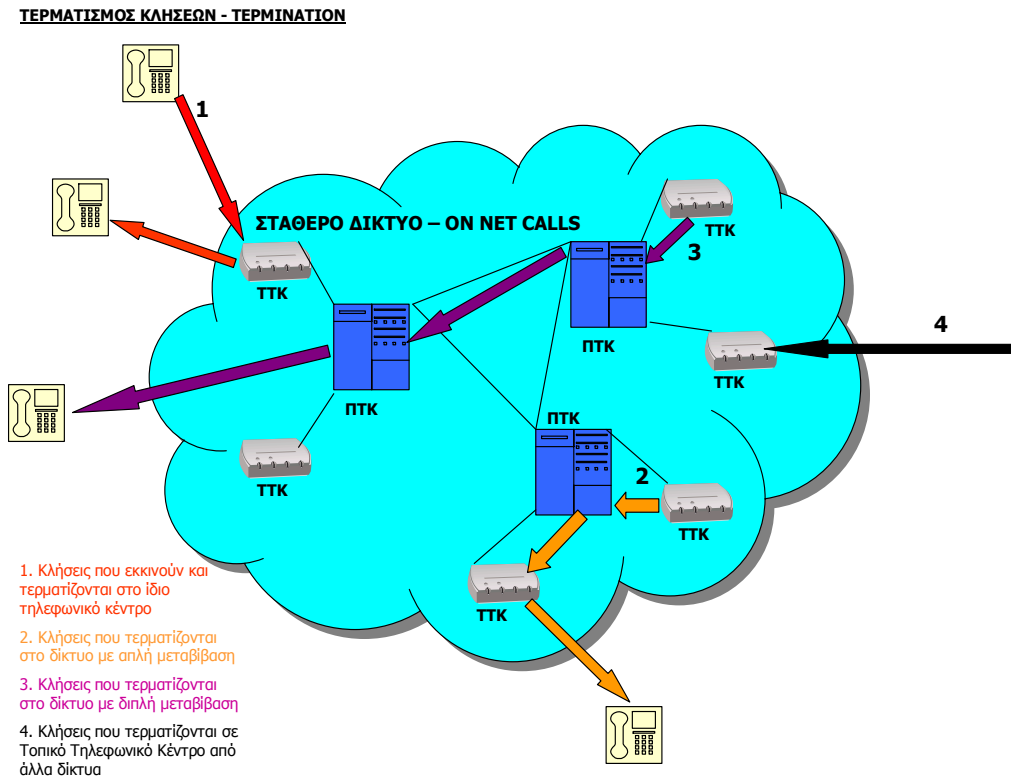 ΤΕΡΜΑΤΙΣΜΟΣ ΚΛΗΣΕΩΝ - TERMINATION
1
ΣΤΑΘΕΡΟ ΔΙΚΤΥΟ – ON NET CALLS
ΤΤΚ
3
ΤΤΚ
4
ΠΤΚ
ΤΤΚ
ΠΤΚ
ΠΤΚ
2
ΤΤΚ
ΤΤΚ
ΤΤΚ
1. Κλήσεις που εκκινούν και
τερματίζονται στο ίδιο
τηλεφωνικό κέντρο
2. Κλήσεις που τερματίζονται
στο δίκτυο με απλή μεταβίβαση
3. Κλήσεις που τερματίζονται
στο δίκτυο με διπλή μεταβίβαση
4. Κλήσεις που τερματίζονται σε
Τοπικό Τηλεφωνικό Κέντρο από
άλλα δίκτυα